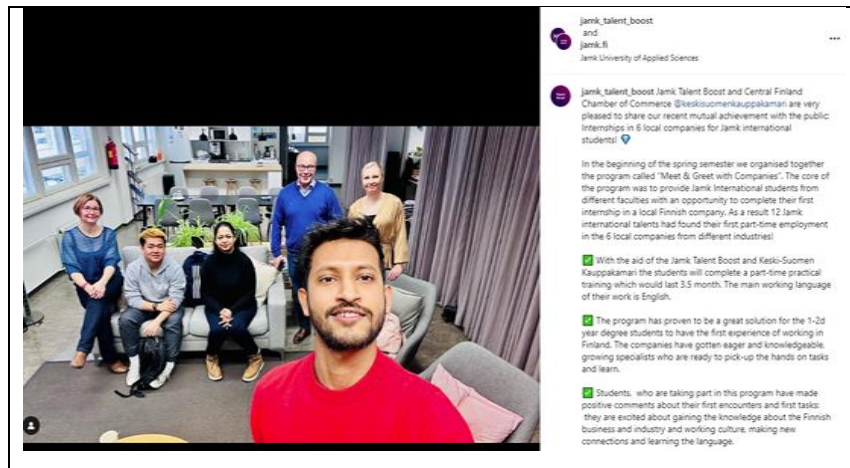 jamk_talent_boost
and
jamk.fi
Jamk University of Applied Sciences
jamk_talent_boost Jamk Talent Boost and Central Finland
Chamber of Commerce @keskisuomenkauppakamari are very
pleased to share our recent mutual achievement with the public:
Internships in 6 local companies for Jamk international
students!
In the beginning of the spring semester we organised together
the program called "Meet & Greet with Companies". The core of
the program was to provide Jamk International students from
different faculties with an opportunity to complete their first
internship in a local Finnish company. As a result 12 Jamk
international talents had found their first part-time employment
in the 6 local companies from different industries!
With the aid of the Jamk Talent Boost and Keski-Suomen
Kauppakamari the students will complete a part-time practical
training which would last 3.5 month. The main working language
of their work is English.
The program has proven to be a great solution for the 1-2d
year degree students to have the first experience of working in
Finland. The companies have gotten eager and knowledgeable,
growing specialists who are ready to pick-up the hands on tasks
and learn.
Students, who are taking part in this program have made
positive comments about their first encounters and first tasks:
they are excited about gaining the knowledge about the Finnish
business and industry and working culture, making new
connections and learning the language.